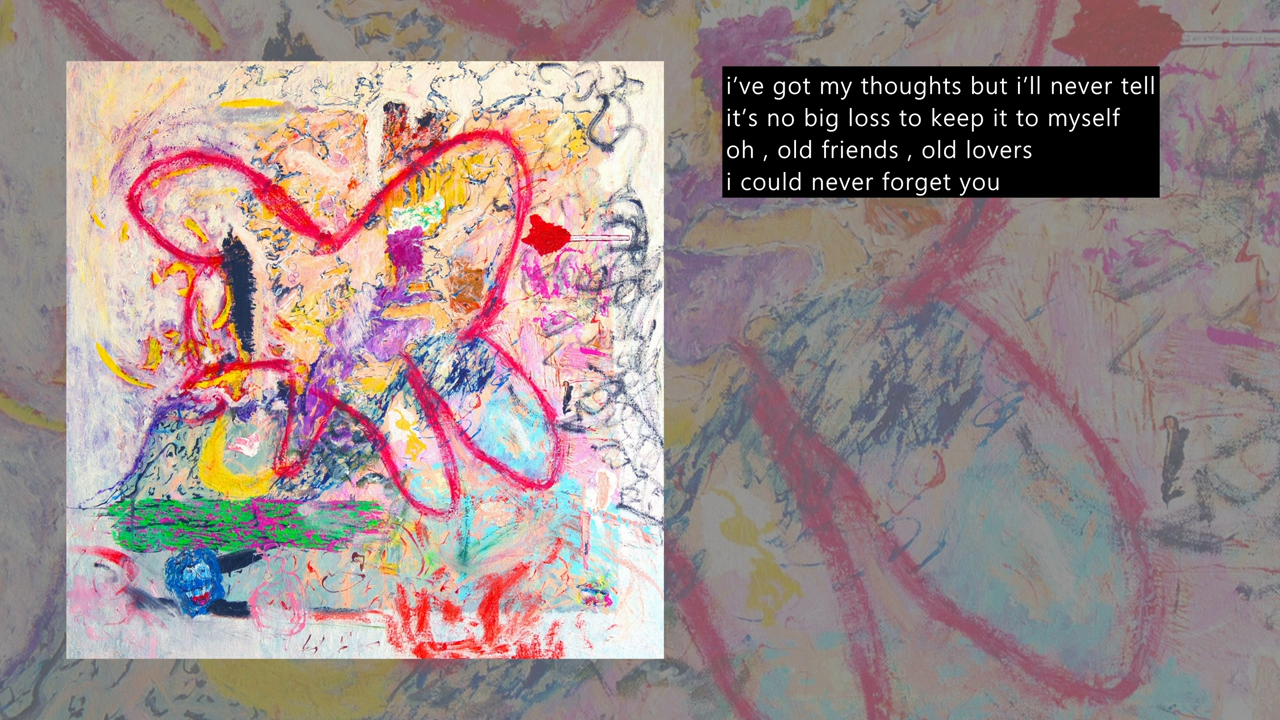 i've got my thoughts but i'll never tell
it's no big loss to keep it to myself
oh , old friends , old lovers
i could never forget you